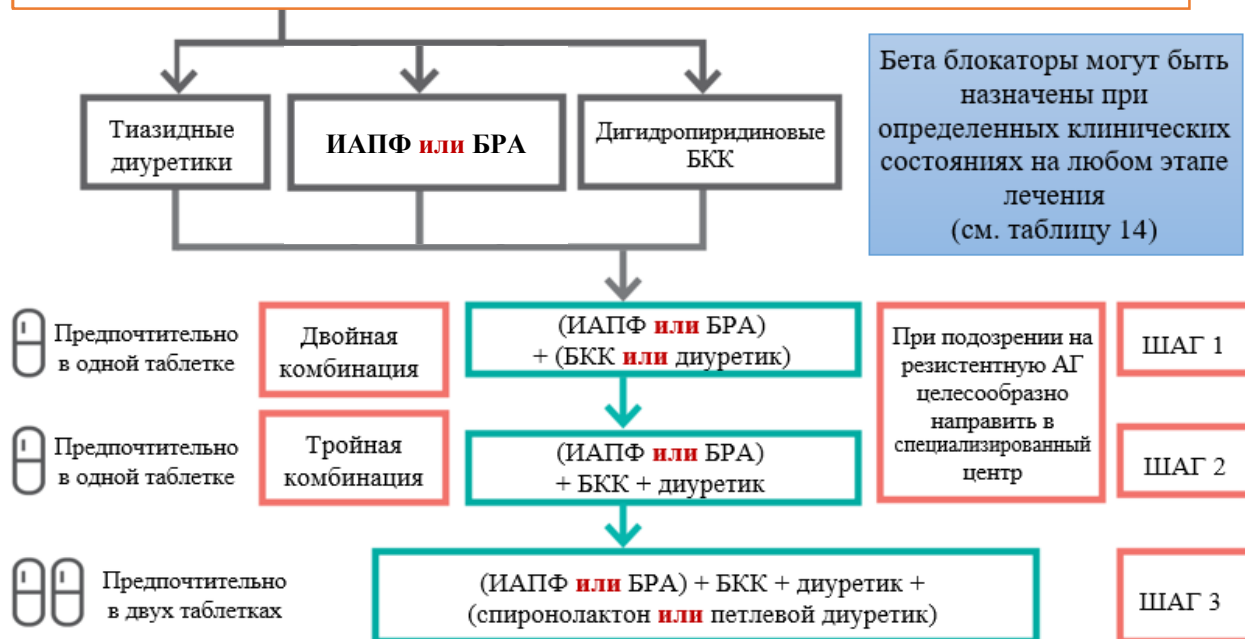 Тиазидные
диуретики
ИАПФ или БРА
Дигидропиридиновые
БКК
Бета блокаторы могут быть
назначены при
определенных клинических
состояниях на любом этапе
лечения
(см. таблицу 14)
Предпочтительно
в одной таблетке
Двойная
комбинация
(ИАПФ или БРА)
+ (БКК или диуретик)
При подозрении на
резистентную АГ
целесообразно
направить в
специализированный
центр
ШАГ 1
Предпочтительно
в одной таблетке
Тройная
комбинация
(ИАПФ или БРА)
+ БКК + диуретик
ШАГ 2
Предпочтительно
в двух таблетках
(ИАПФ или БРА) + БКК + диуретик +
(спиронолактон или петлевой диуретик)
ШАГ 3